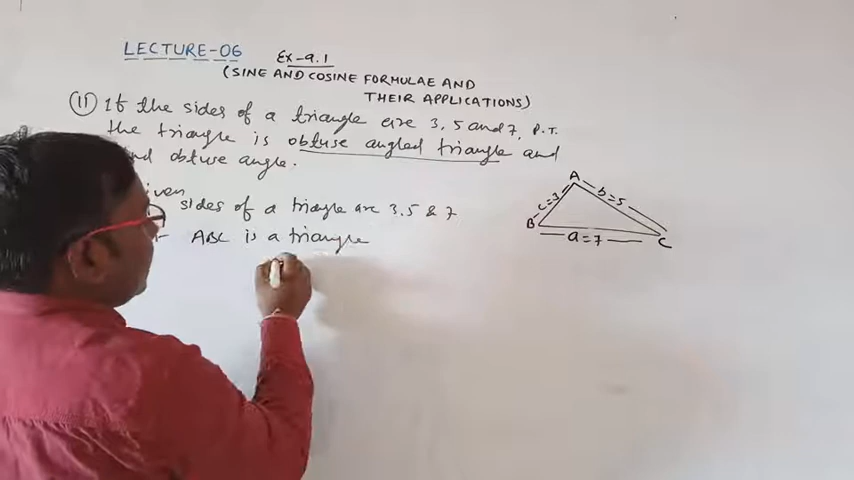 LECTURE-06
Ex-9.1
(SINE AND COSINE FORMULAE AND
THEIR APPLICATIONS)
(11) If the sides of a triangle are 3, 5 and 7, P.T.
the triangle is obtuse angled triangle and
obtuse angle.
sides of a triangle are 3.5 & 7
ABC is a triangle
A
c=3
b=5
B
a=7
C